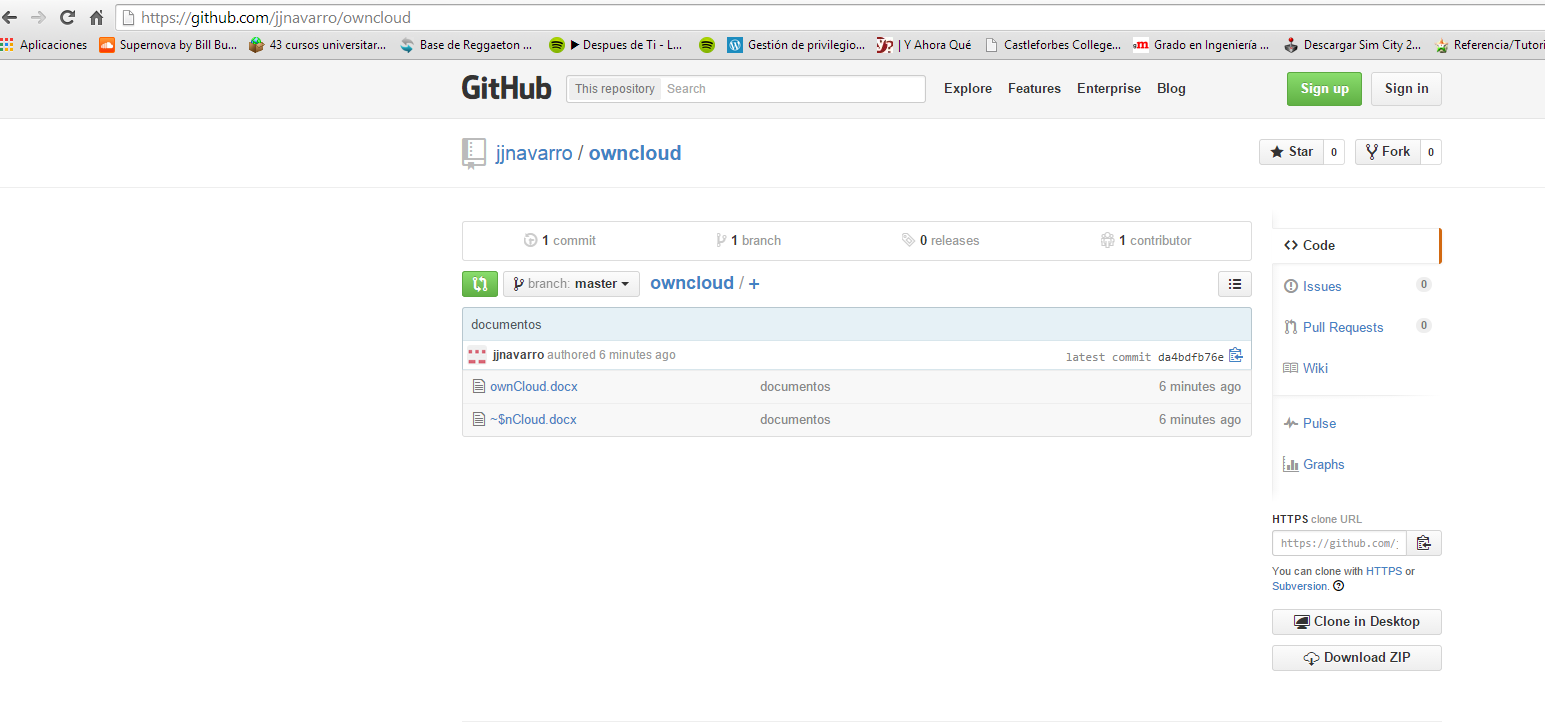 https://github.com/jjnavarro/owncloud
Aplicaciones Supernova by Bill Bu... 43 cursos universitar... Base de Reggaeton ... ▶ Despues de Ti - L... Gestión de privilegio... | Y Ahora Qué Castleforbes College... Grado en Ingeniería ... Descargar Sim City 2... Referencia/Tutori
GitHub This repository Search Explore Features Enterprise Blog Sign up Sign in
jjnavarro / owncloud Star 0 Fork 0
1 commit 1 branch 0 releases 1 contributor
branch: master owncloud / +
documentos
jjnavarro authored 6 minutes ago latest commit da4bdfb76e
ownCloud.docx documentos 6 minutes ago
~$nCloud.docx documentos 6 minutes ago
Code
Issues 0
Pull Requests 0
Wiki
Pulse
Graphs
HTTPS clone URL
https://github.com/j
You can clone with HTTPS or
Subversion.
Clone in Desktop
Download ZIP